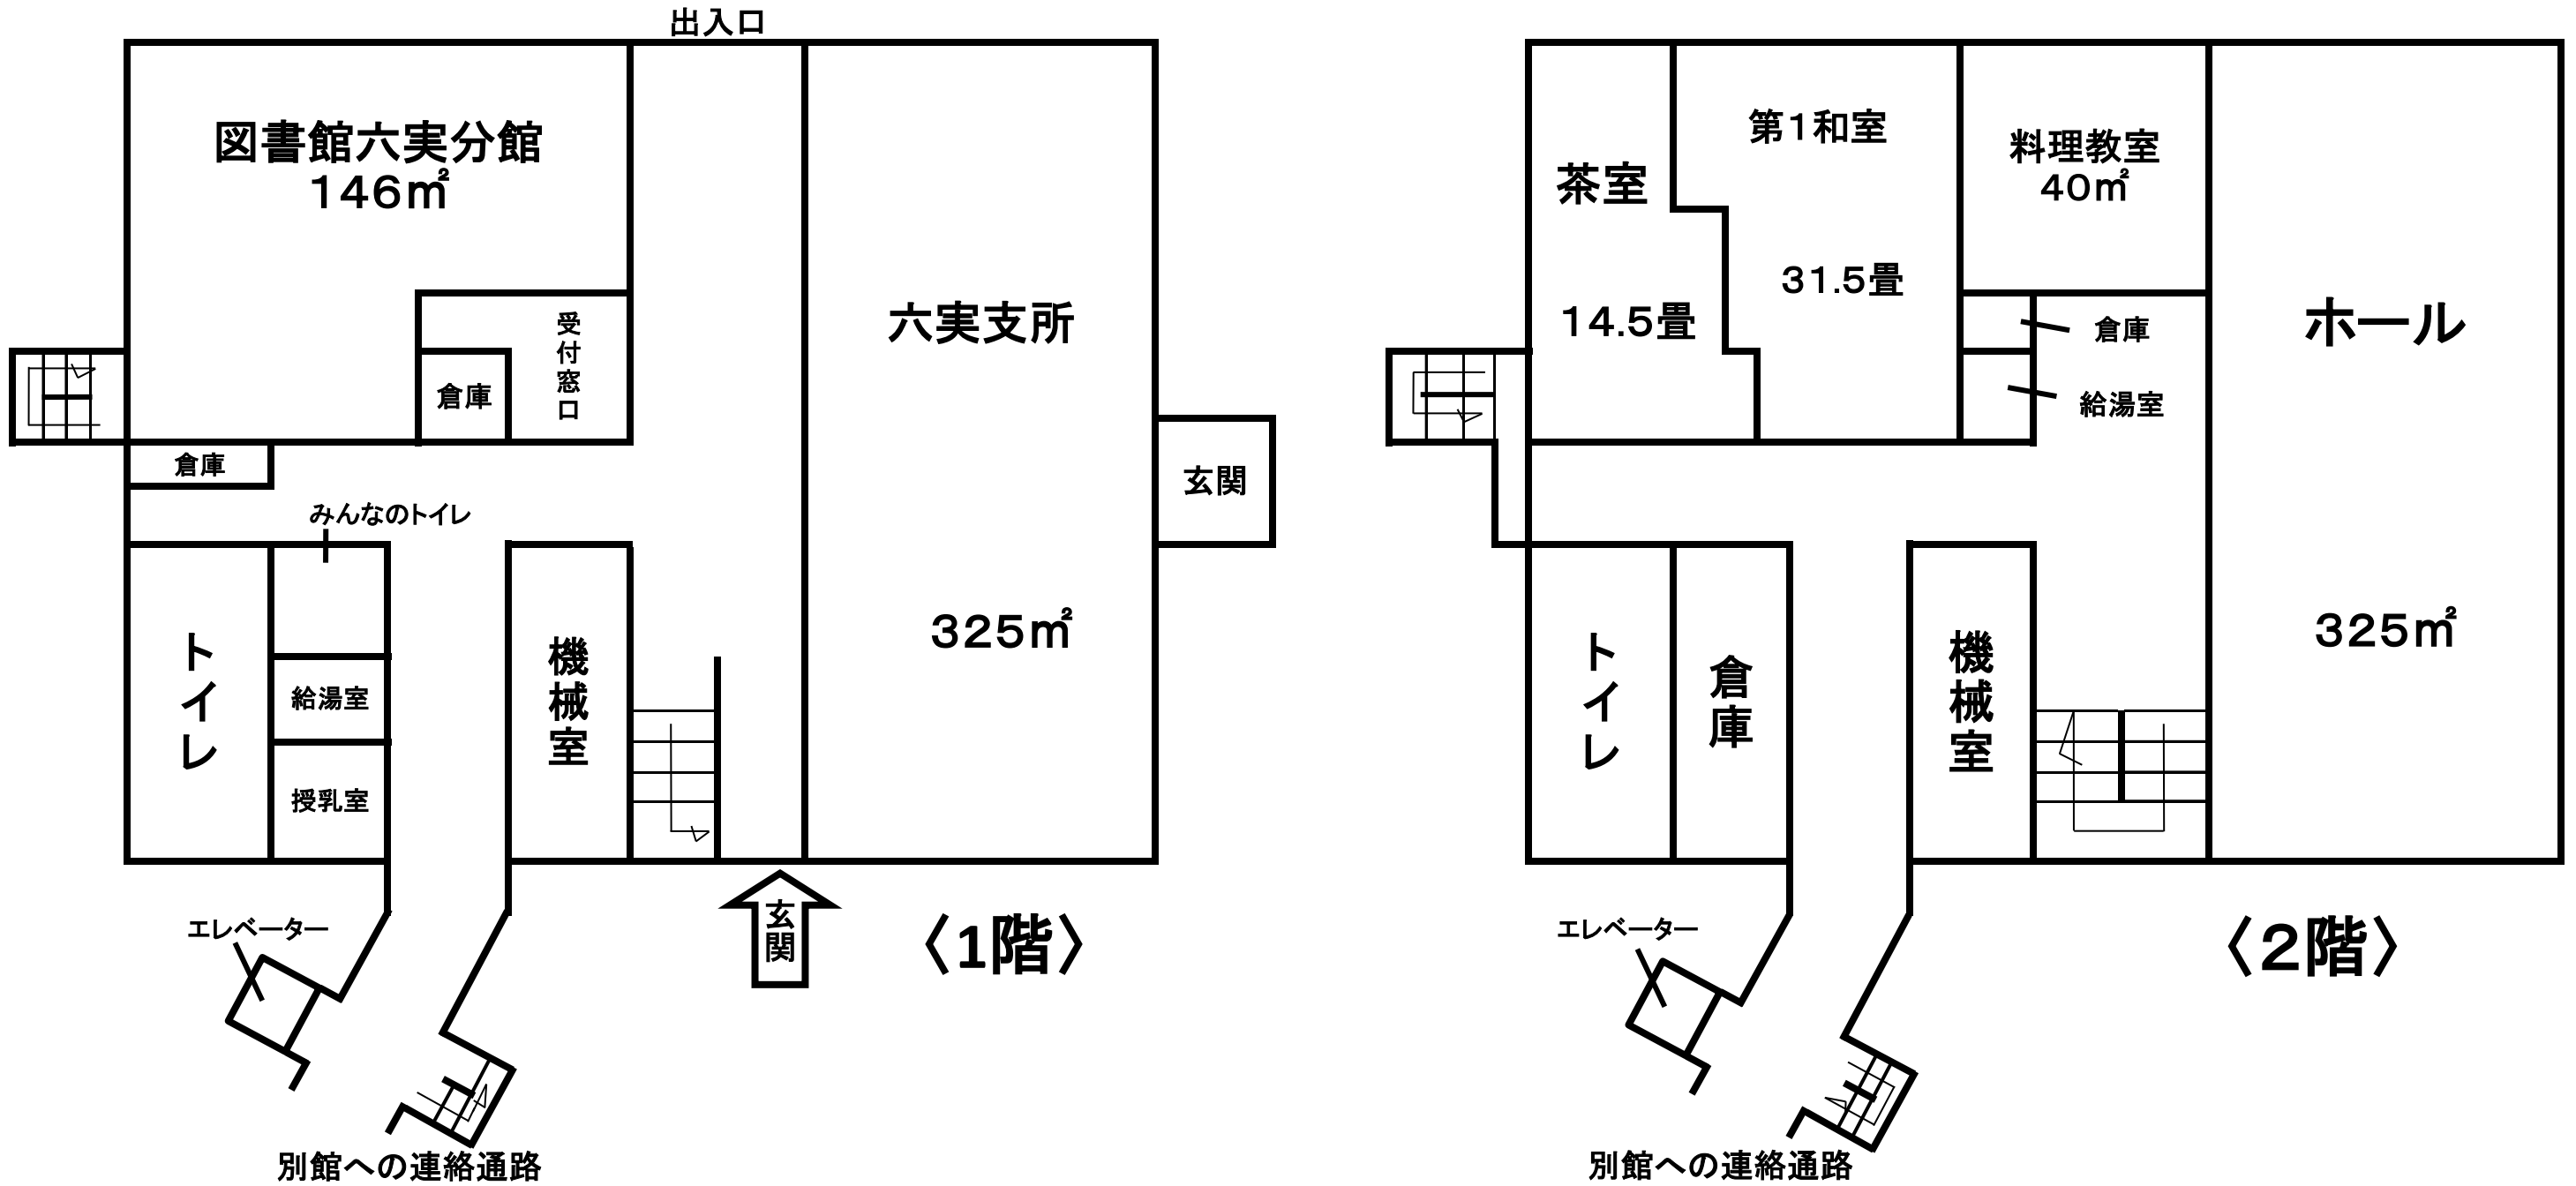 出入口
図書館六実分館
146㎡
受付窓口
倉庫
倉庫
みんなのトイレ
六実支所
325㎡
玄関
トイレ
給湯室
授乳室
機械室
玄関
エレベーター
別館への連絡通路
〈1階〉
茶室
14.5畳
第1和室
31.5畳
料理教室
40㎡
倉庫
給湯室
ホール
325㎡
トイレ
倉庫
機械室
エレベーター
別館への連絡通路
〈2階〉